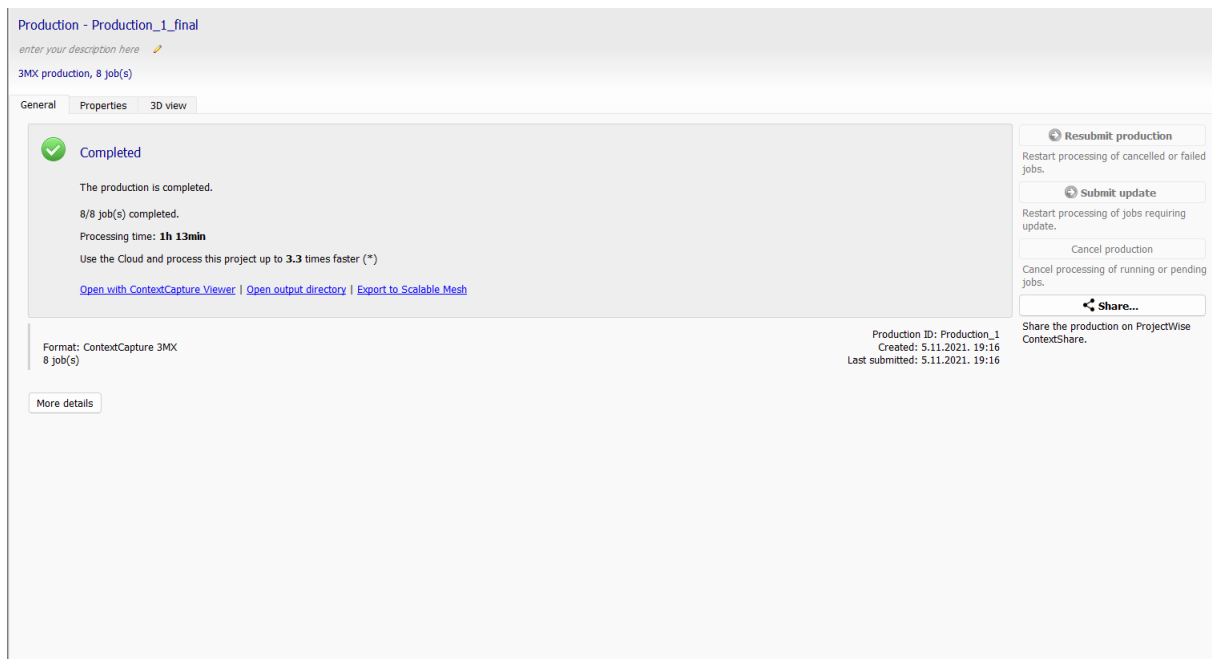 Production - Production_1_final
enter your description here
3MX production, 8 job(s)
General Properties 3D view
Completed
The production is completed.
8/8 job(s) completed.
Processing time: 1h 13min
Use the Cloud and process this project up to 3.3 times faster (*)
Open with ContextCapture Viewer | Open output directory | Export to Scalable Mesh
Format: ContextCapture 3MX
8 job(s)
Production ID: Production_1
Created: 5.11.2021. 19:16
Last submitted: 5.11.2021. 19:16
More details
Resubmit production
Restart processing of cancelled or failed
jobs.
Submit update
Restart processing of jobs requiring
update.
Cancel production
Cancel processing of running or pending
jobs.
Share...
Share the production on ProjectWise
ContextShare.